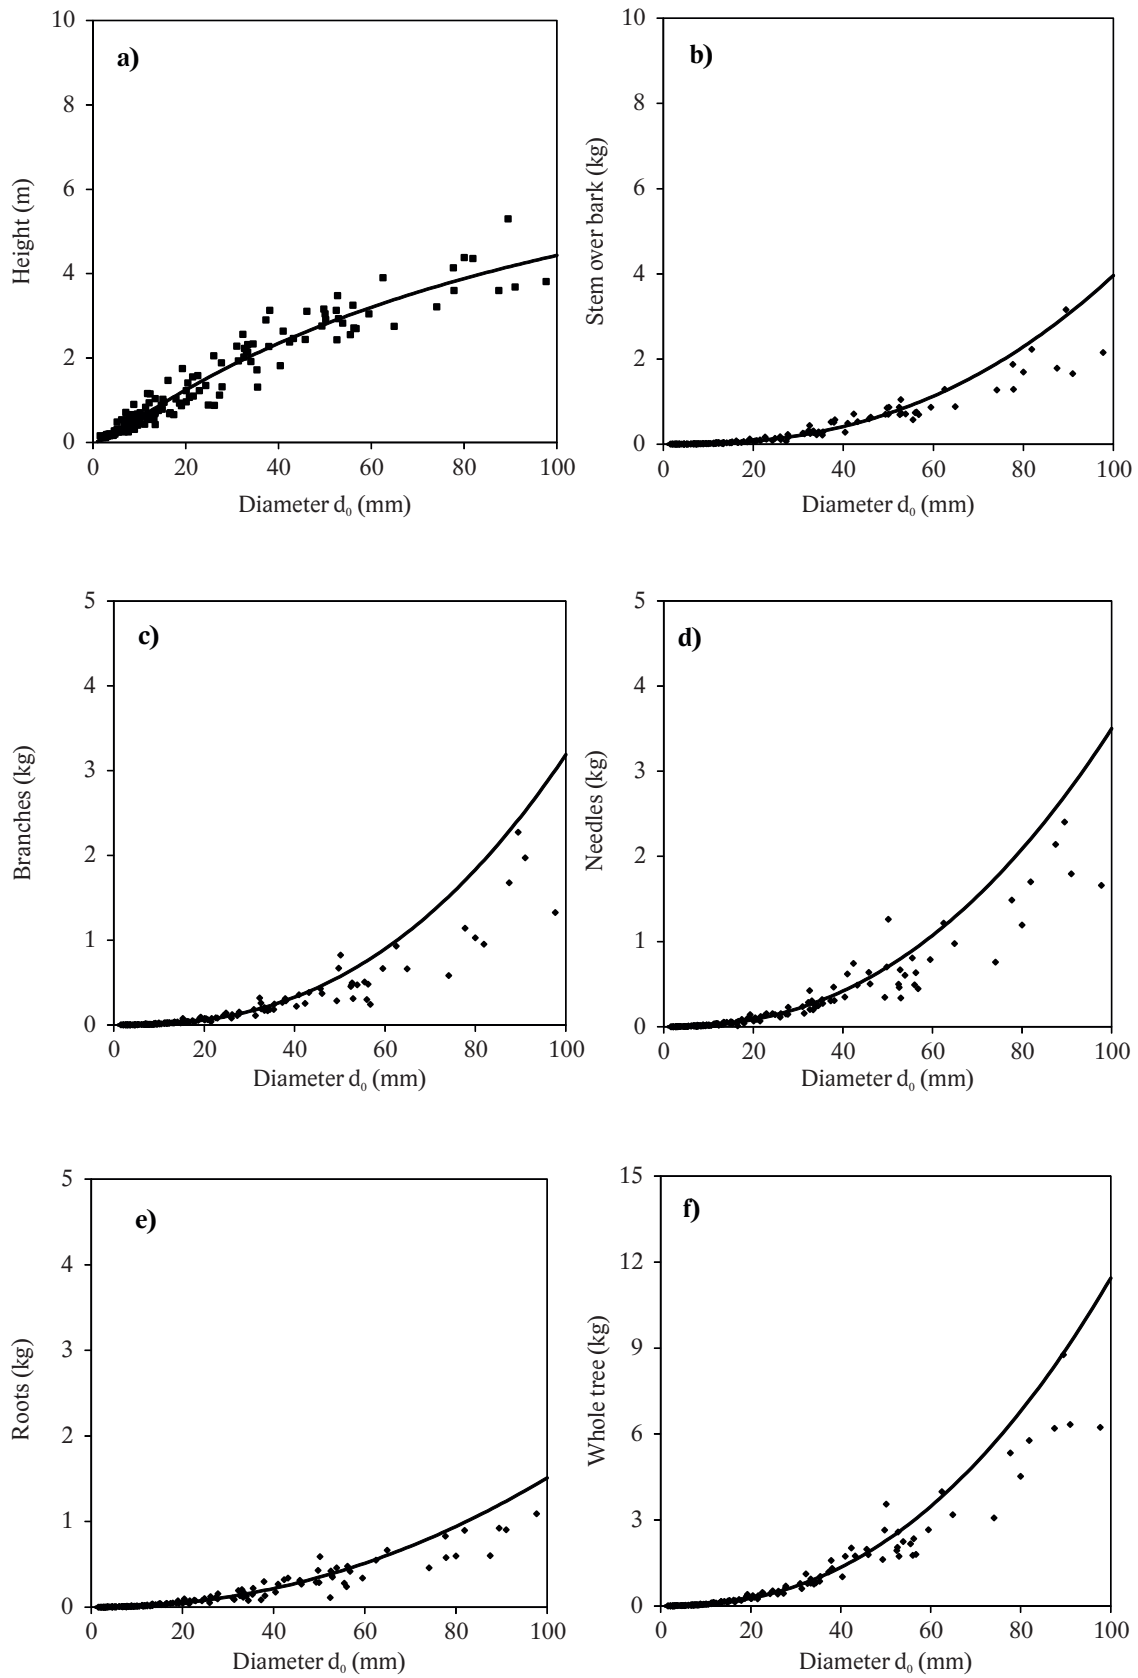 a)
10
8
6
4
2
0
Height (m)
0 20 40 60 80 100
Diameter d₀ (mm)
b)
10
8
6
4
2
0
Stem over bark (kg)
0 20 40 60 80 100
Diameter d₀ (mm)
c)
5
4
3
2
1
0
Branches (kg)
0 20 40 60 80 100
Diameter d₀ (mm)
d)
5
4
3
2
1
0
Needles (kg)
0 20 40 60 80 100
Diameter d₀ (mm)
e)
5
4
3
2
1
0
Roots (kg)
0 20 40 60 80 100
Diameter d₀ (mm)
f)
15
12
9
6
3
0
Whole tree (kg)
0 20 40 60 80 100
Diameter d₀ (mm)